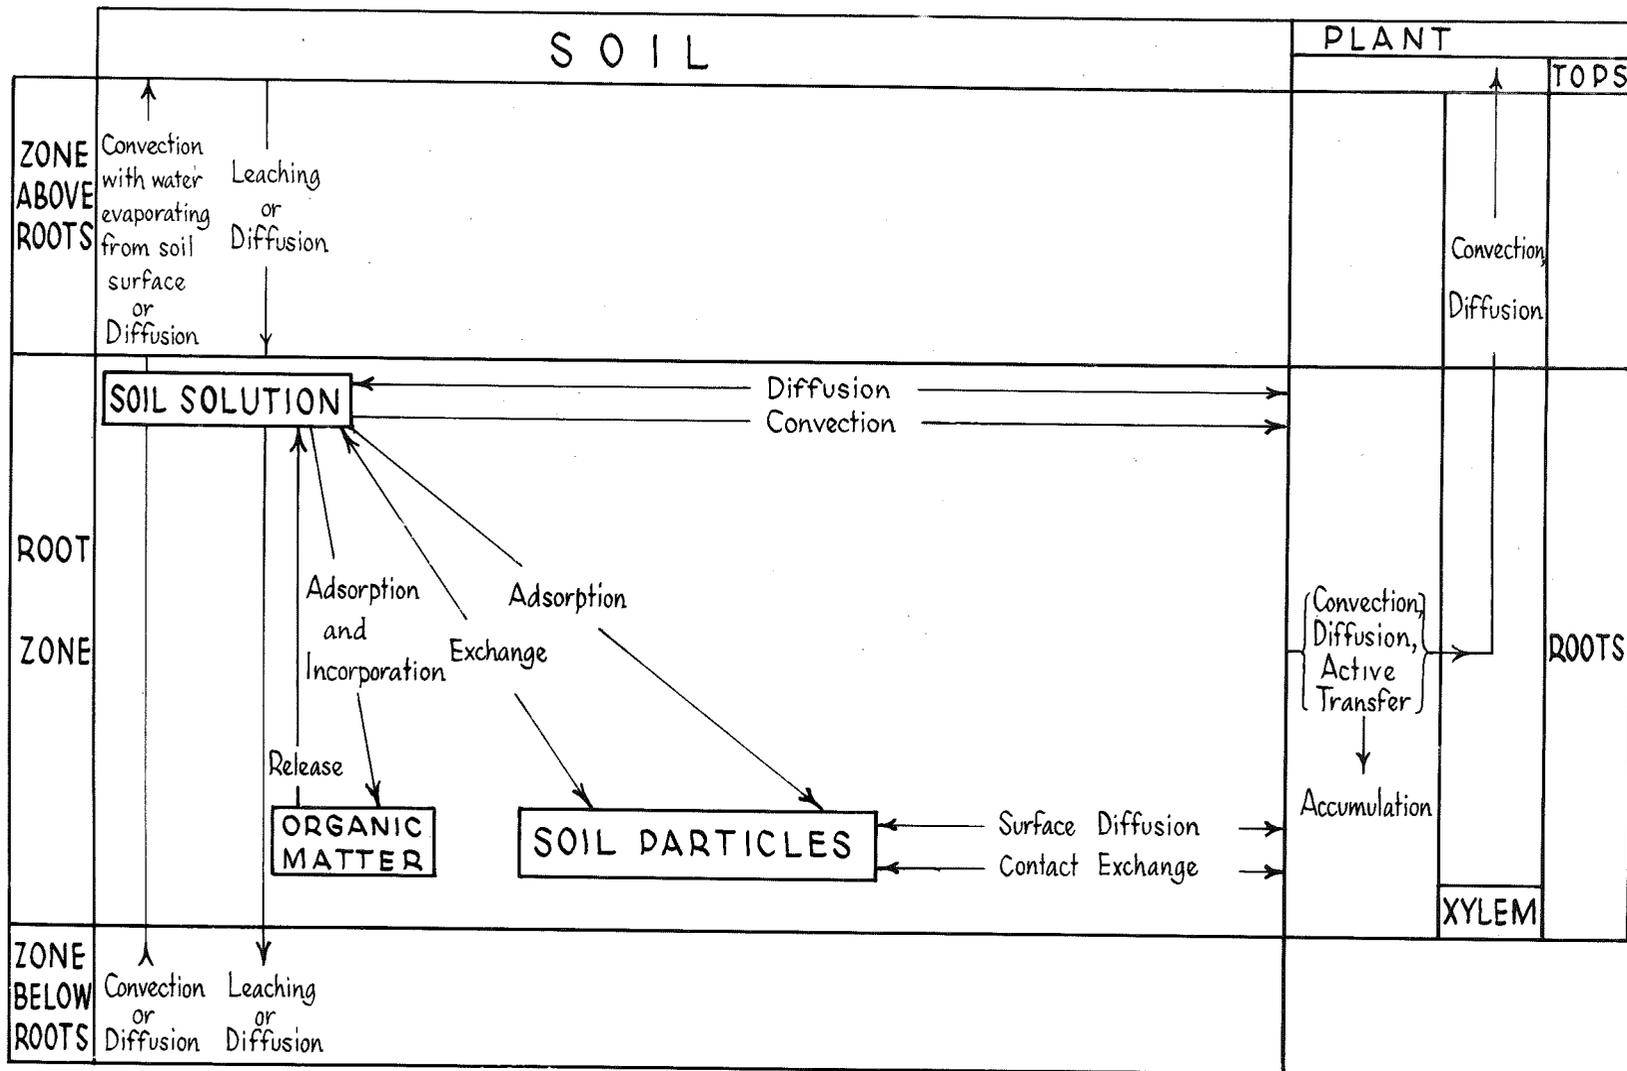 SOIL
PLANT
TOPS
ZONE
ABOVE
ROOTS
Convection
with water
evaporating
from soil
surface
or
Diffusion
Leaching
or
Diffusion
Convection,
Diffusion
SOIL SOLUTION
Diffusion
Convection
ROOT
ZONE
Adsorption
and
Incorporation
Exchange
Adsorption
Release
ORGANIC
MATTER
SOIL PARTICLES
Surface Diffusion
Contact Exchange
Convection,
Diffusion,
Active
Transfer
Accumulation
ROOTS
XYLEM
ZONE
BELOW
ROOTS
Convection
or
Diffusion
Leaching
or
Diffusion